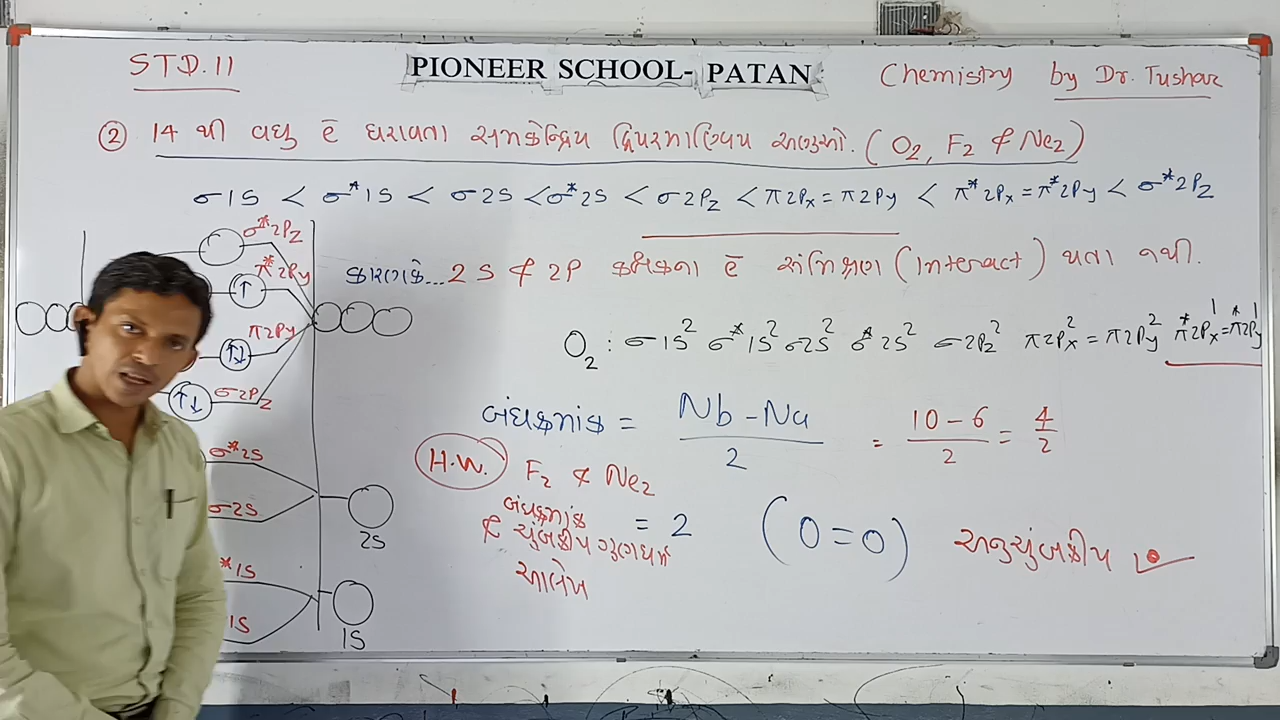 STD.11
PIONEER SCHOOL- PATAN
Chemistry by Dr. Tushar
② 14 થી વધુ ē ધરાવતા સમકેન્દ્રિય દ્વિપરમાણ્વિય અણુઓ. (O₂, F₂ & Ne₂)
σ1S < σ*1S < σ2S < σ*2S < σ2Pz < π2Px = π2Py < π*2Px = π*2Py < σ*2Pz
કારણકે... 2S & 2P કક્ષકના ē સંમિશ્રણ (Interact) થતા નથી.
O₂ : σ1S² σ*1S² σ2S² σ*2S² σ2Pz² π2Px² = π2Py² π*2Px¹ = π*2Py¹
બંધક્રમાંક = Nb - Na / 2 = 10 - 6 / 2 = 4 / 2
= 2 (O=O) અનુચુંબકીય
H.W. F₂ & Ne₂
બંધક્રમાંક
& ચુંબકીય ગુણધર્મ
આલેખ
σ*2Pz
π*2Py
π2Py
σ2Pz
σ*2S
σ2S
2S
*1S
1S
1S